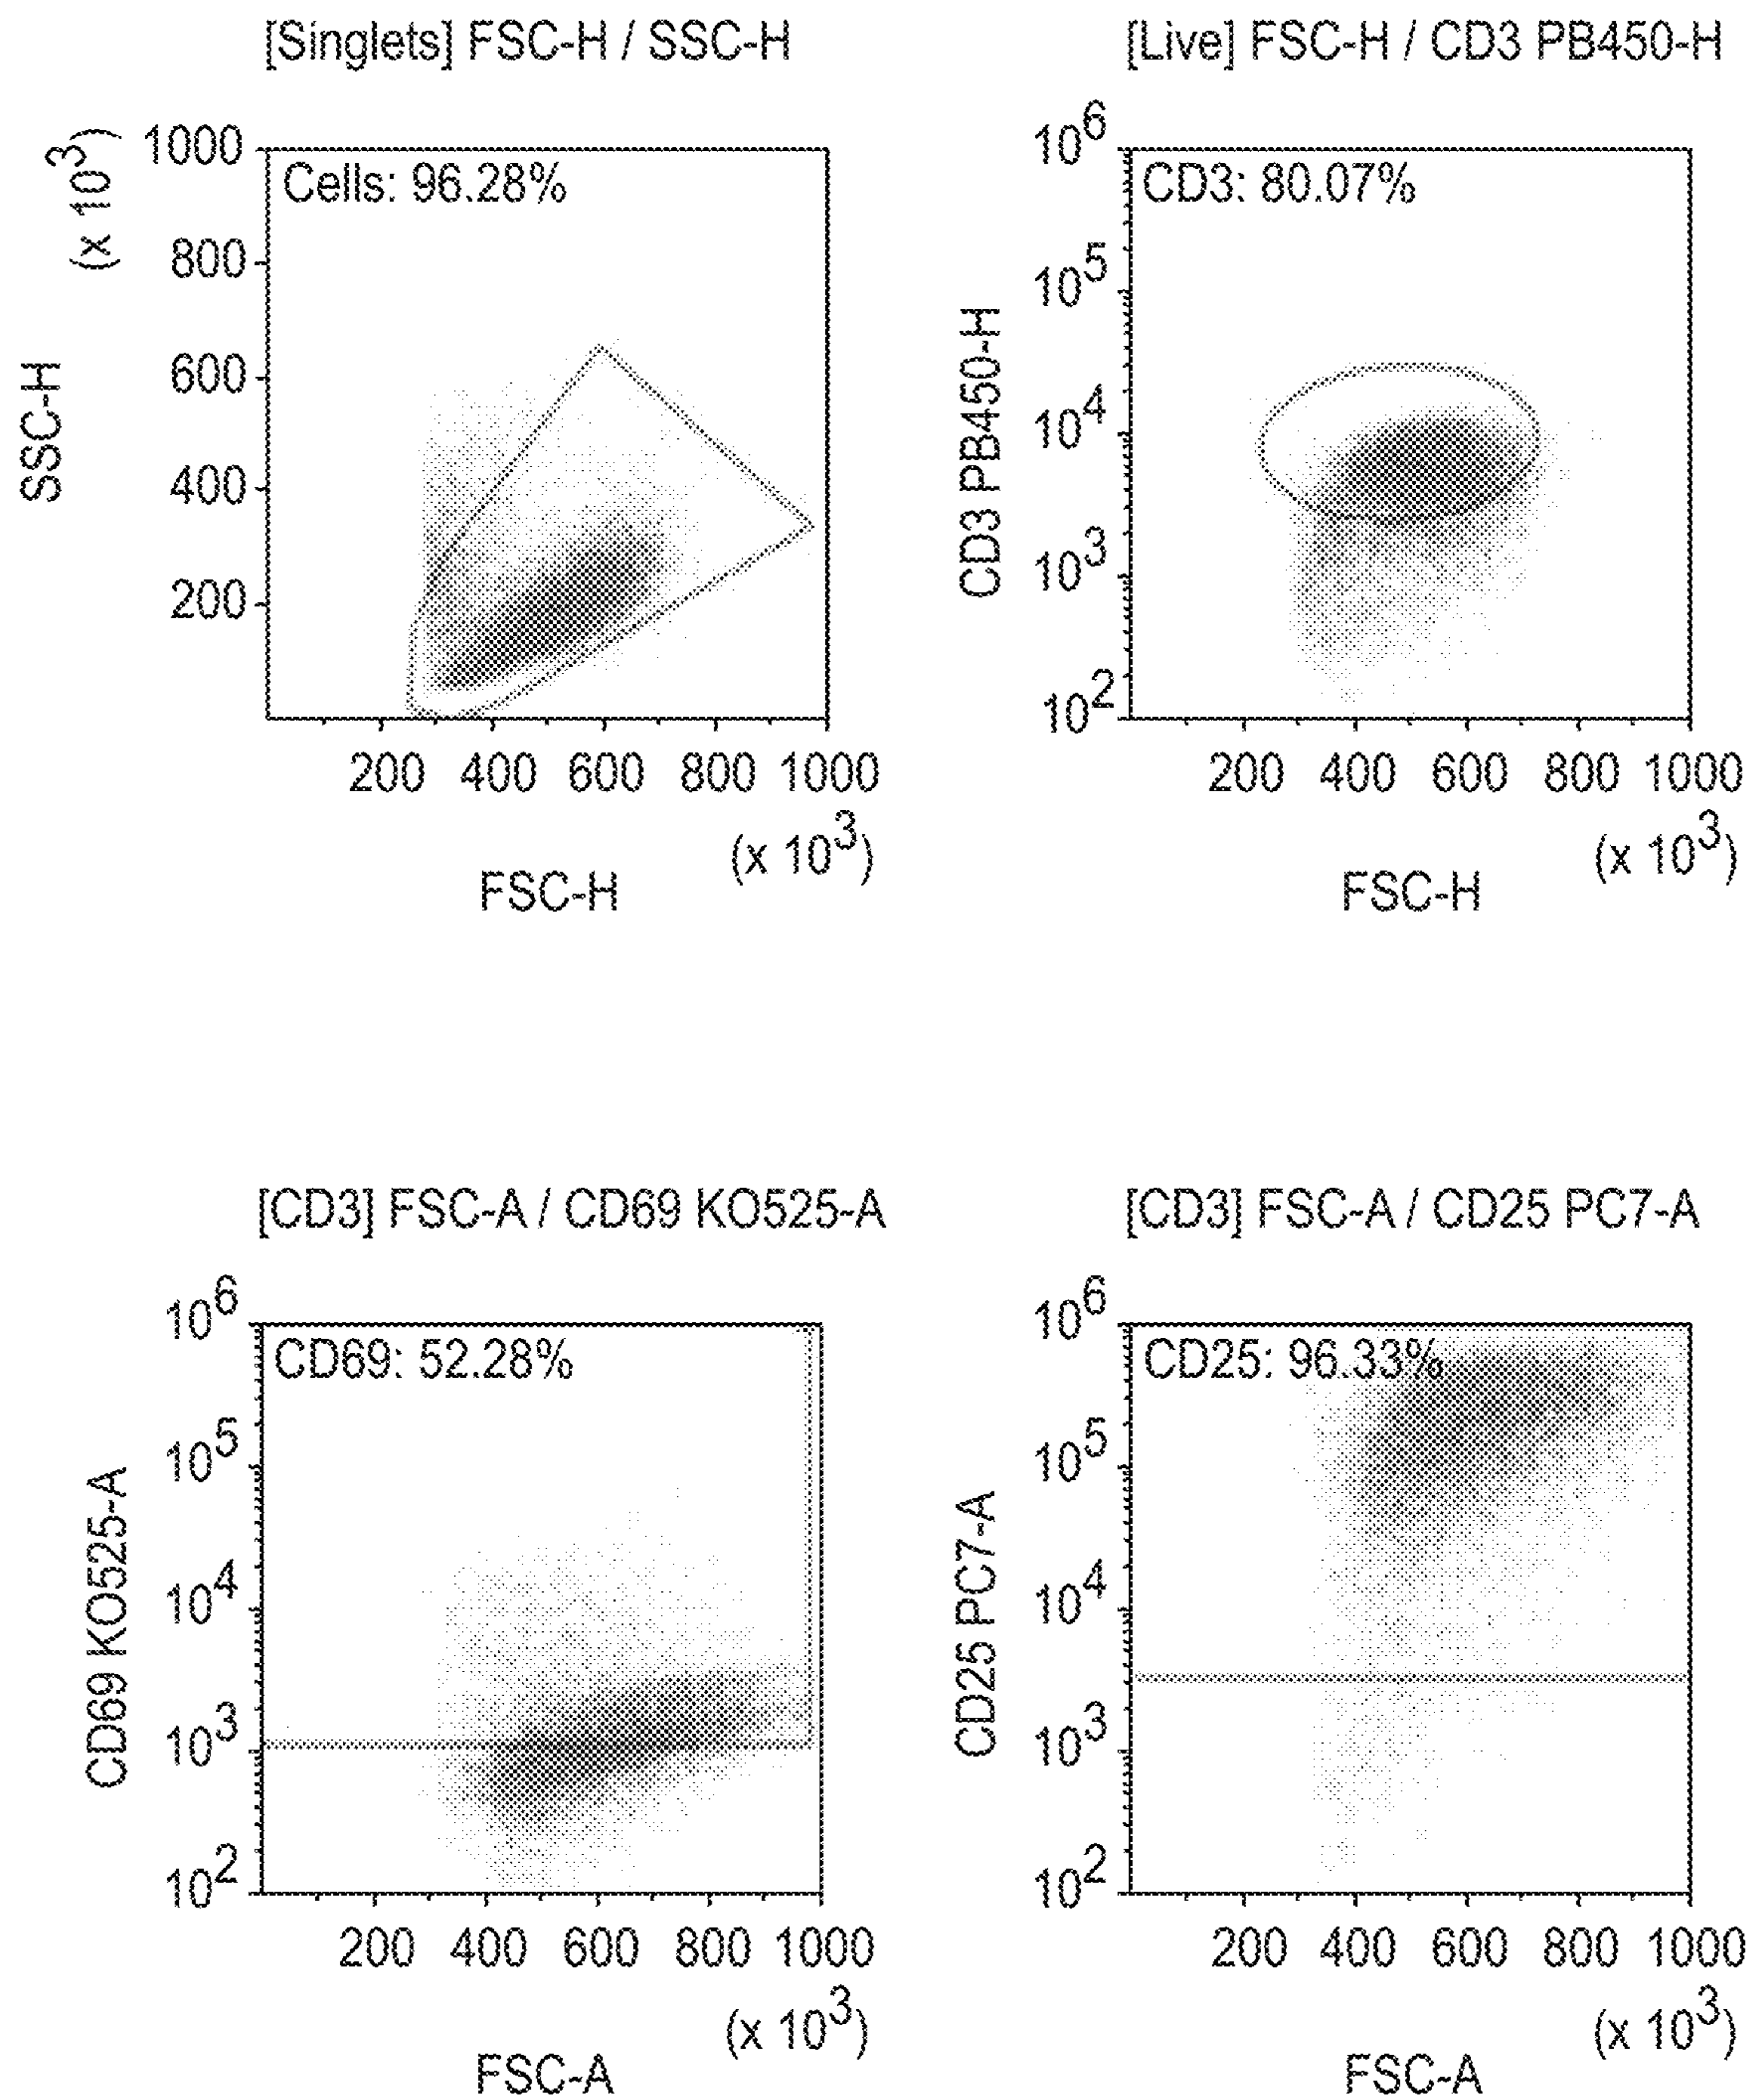 [Singlets] FSC-H / SSC-H
Cells: 96.28%
(x 10³)
SSC-H
1000
800
600
400
200
200 400 600 800 1000
(x 10³)
FSC-H
[Live] FSC-H / CD3 PB450-H
CD3: 80.07%
CD3 PB450-H
10⁶
10⁵
10⁴
10³
10²
200 400 600 800 1000
(x 10³)
FSC-H
[CD3] FSC-A / CD69 KO525-A
CD69: 52.28%
CD69 KO525-A
10⁶
10⁵
10⁴
10³
10²
200 400 600 800 1000
(x 10³)
FSC-A
[CD3] FSC-A / CD25 PC7-A
CD25: 96.33%
CD25 PC7-A
10⁶
10⁵
10⁴
10³
10²
200 400 600 800 1000
(x 10³)
FSC-A